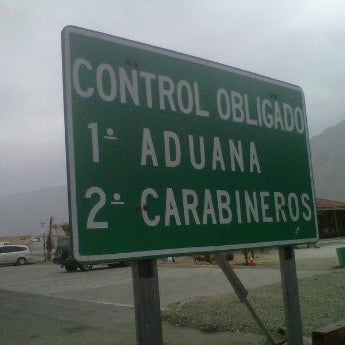 CONTROL OBLIGADO
1º ADUANA
2º CARABINEROS